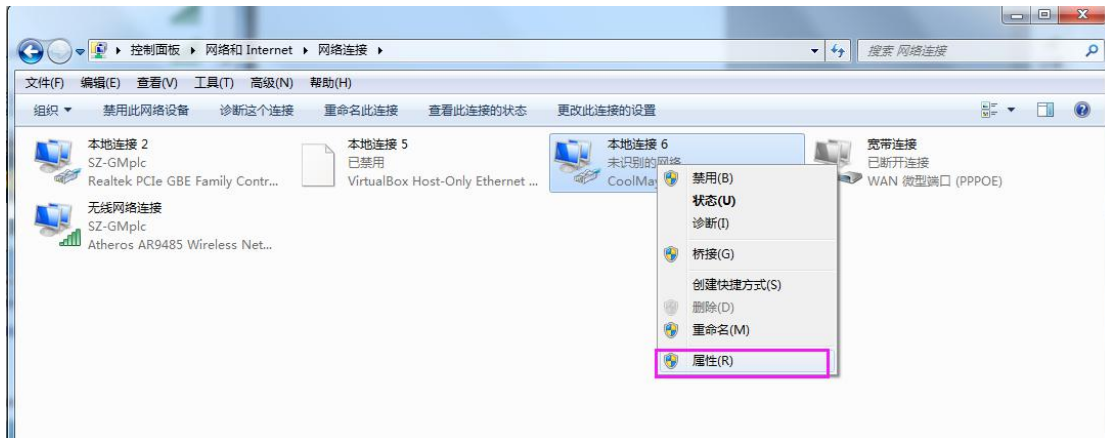 控制面板 ▸ 网络和 Internet ▸ 网络连接 ▸
搜索 网络连接
文件(F) 编辑(E) 查看(V) 工具(T) 高级(N) 帮助(H)
组织 禁用此网络设备 诊断这个连接 重命名此连接 查看此连接的状态 更改此连接的设置
本地连接 2
SZ-GMplc
Realtek PCIe GBE Family Contr...
本地连接 5
已禁用
VirtualBox Host-Only Ethernet ...
本地连接 6
未识别的网络
CoolMay
宽带连接
已断开连接
WAN 微型端口 (PPPOE)
无线网络连接
SZ-GMplc
Atheros AR9485 Wireless Net...
禁用(B)
状态(U)
诊断(I)
桥接(G)
创建快捷方式(S)
删除(D)
重命名(M)
属性(R)